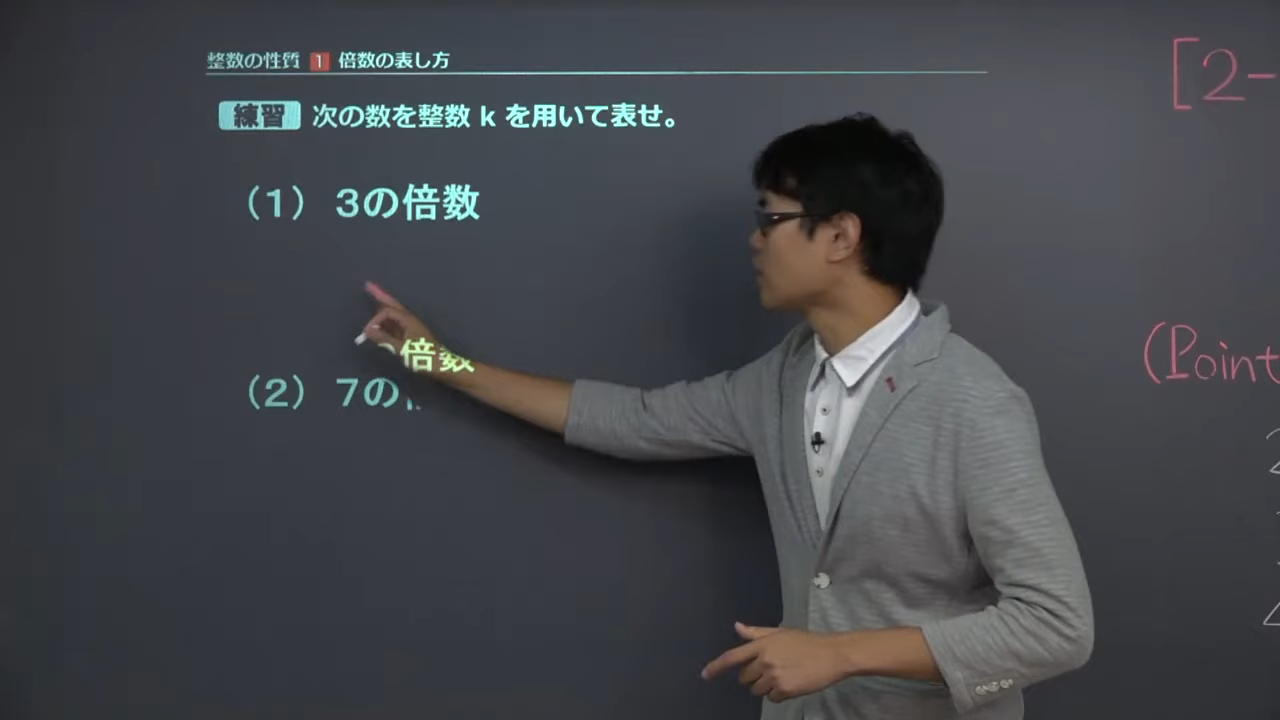 整数の性質 1 倍数の表し方
練習 次の数を整数 k を用いて表せ。
（1） 3の倍数
（2） 7の倍数
[2-
(Point